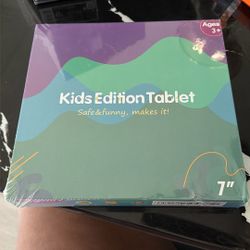 Ages
3+
Kids Edition Tablet
Safe&funny, makes it!
7"